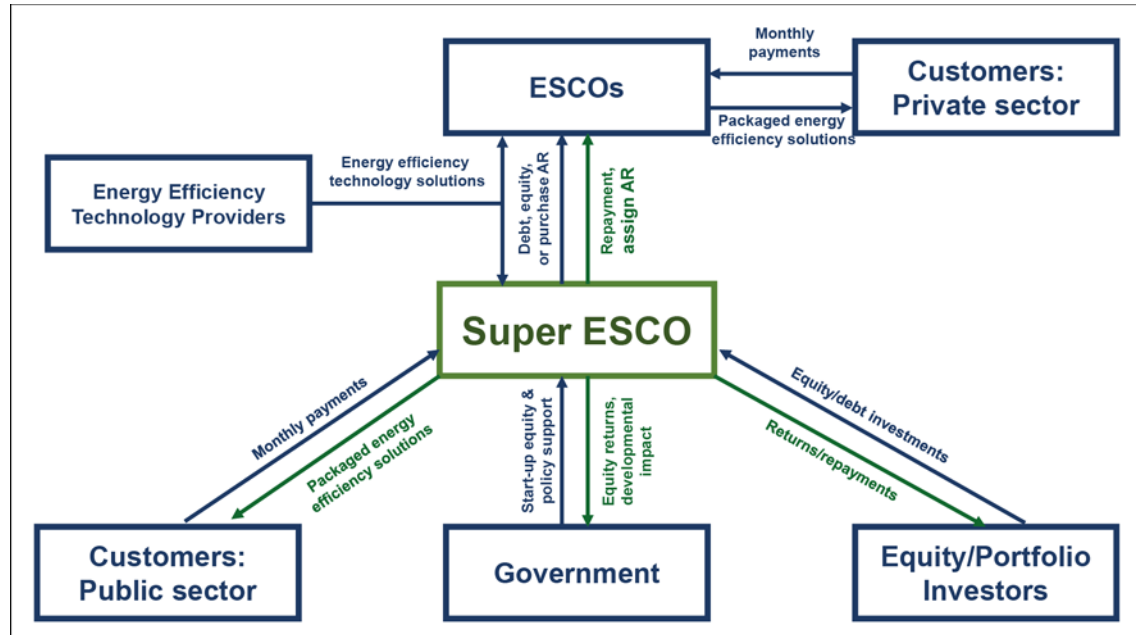 Monthly
payments
ESCOs
Customers:
Private sector
Packaged energy
efficiency solutions
Energy efficiency
technology solutions
Energy Efficiency
Technology Providers
Debt, equity,
or purchase AR
Repayment,
assign AR
Super ESCO
Monthly payments
Packaged energy
efficiency solutions
Start-up equity &
policy support
Equity returns,
developmental
impact
Equity/debt investments
Returns/repayments
Customers:
Public sector
Government
Equity/Portfolio
Investors